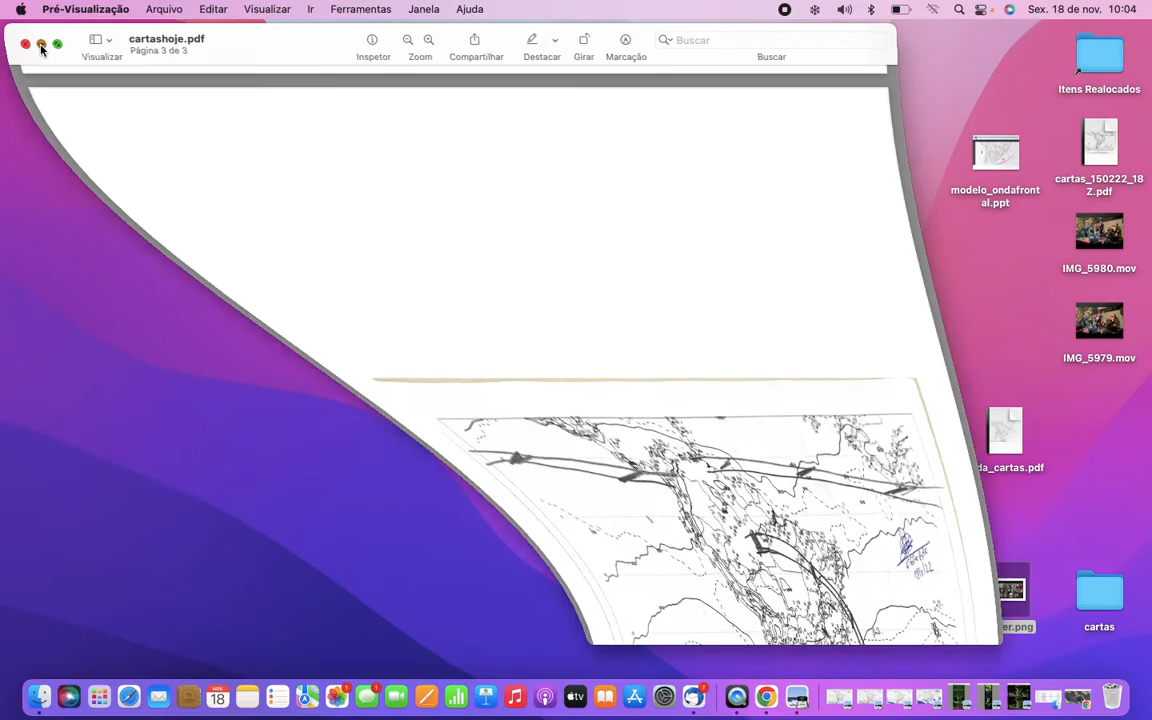 Pré-Visualização Arquivo Editar Visualizar Ir Ferramentas Janela Ajuda
Sex. 18 de nov. 10:04
cartashoje.pdf
Página 3 de 3
Visualizar
Inspetor
Zoom
Compartilhar
Destacar
Girar
Marcação
Buscar
Buscar
Itens Realocados
modelo_ondafront
al.ppt
cartas_150222_18
Z.pdf
IMG_5980.mov
IMG_5979.mov
da_cartas.pdf
er.png
cartas
NOV
18
tv